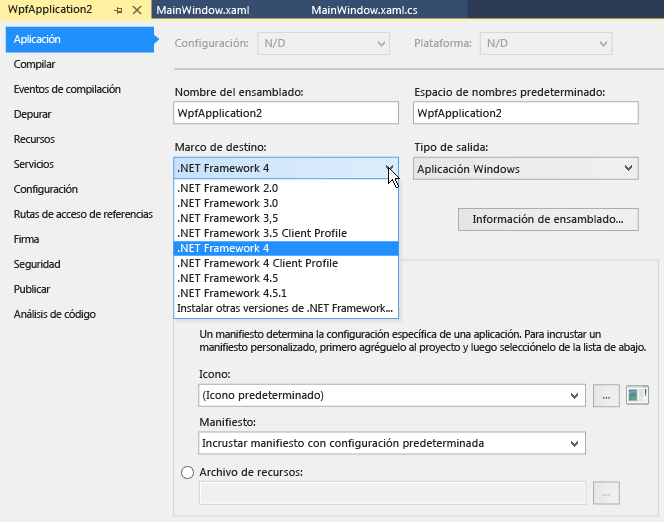 WpfApplication2
MainWindow.xaml
MainWindow.xaml.cs
Aplicación
Compilar
Eventos de compilación
Depurar
Recursos
Servicios
Configuración
Rutas de acceso de referencias
Firma
Seguridad
Publicar
Análisis de código
Configuración:
N/D
Plataforma:
N/D
Nombre del ensamblado:
Espacio de nombres predeterminado:
WpfApplication2
WpfApplication2
Marco de destino:
Tipo de salida:
.NET Framework 4
Aplicación Windows
.NET Framework 2.0
.NET Framework 3.0
.NET Framework 3,5
.NET Framework 3.5 Client Profile
.NET Framework 4
.NET Framework 4 Client Profile
.NET Framework 4.5
.NET Framework 4.5.1
Instalar otras versiones de .NET Framework...
Información de ensamblado...
Un manifiesto determina la configuración específica de una aplicación. Para incrustar un
manifiesto personalizado, primero agréguelo al proyecto y luego selecciónelo de la lista de abajo.
Icono:
(Icono predeterminado)
...
Manifiesto:
Incrustar manifiesto con configuración predeterminada
Archivo de recursos:
...